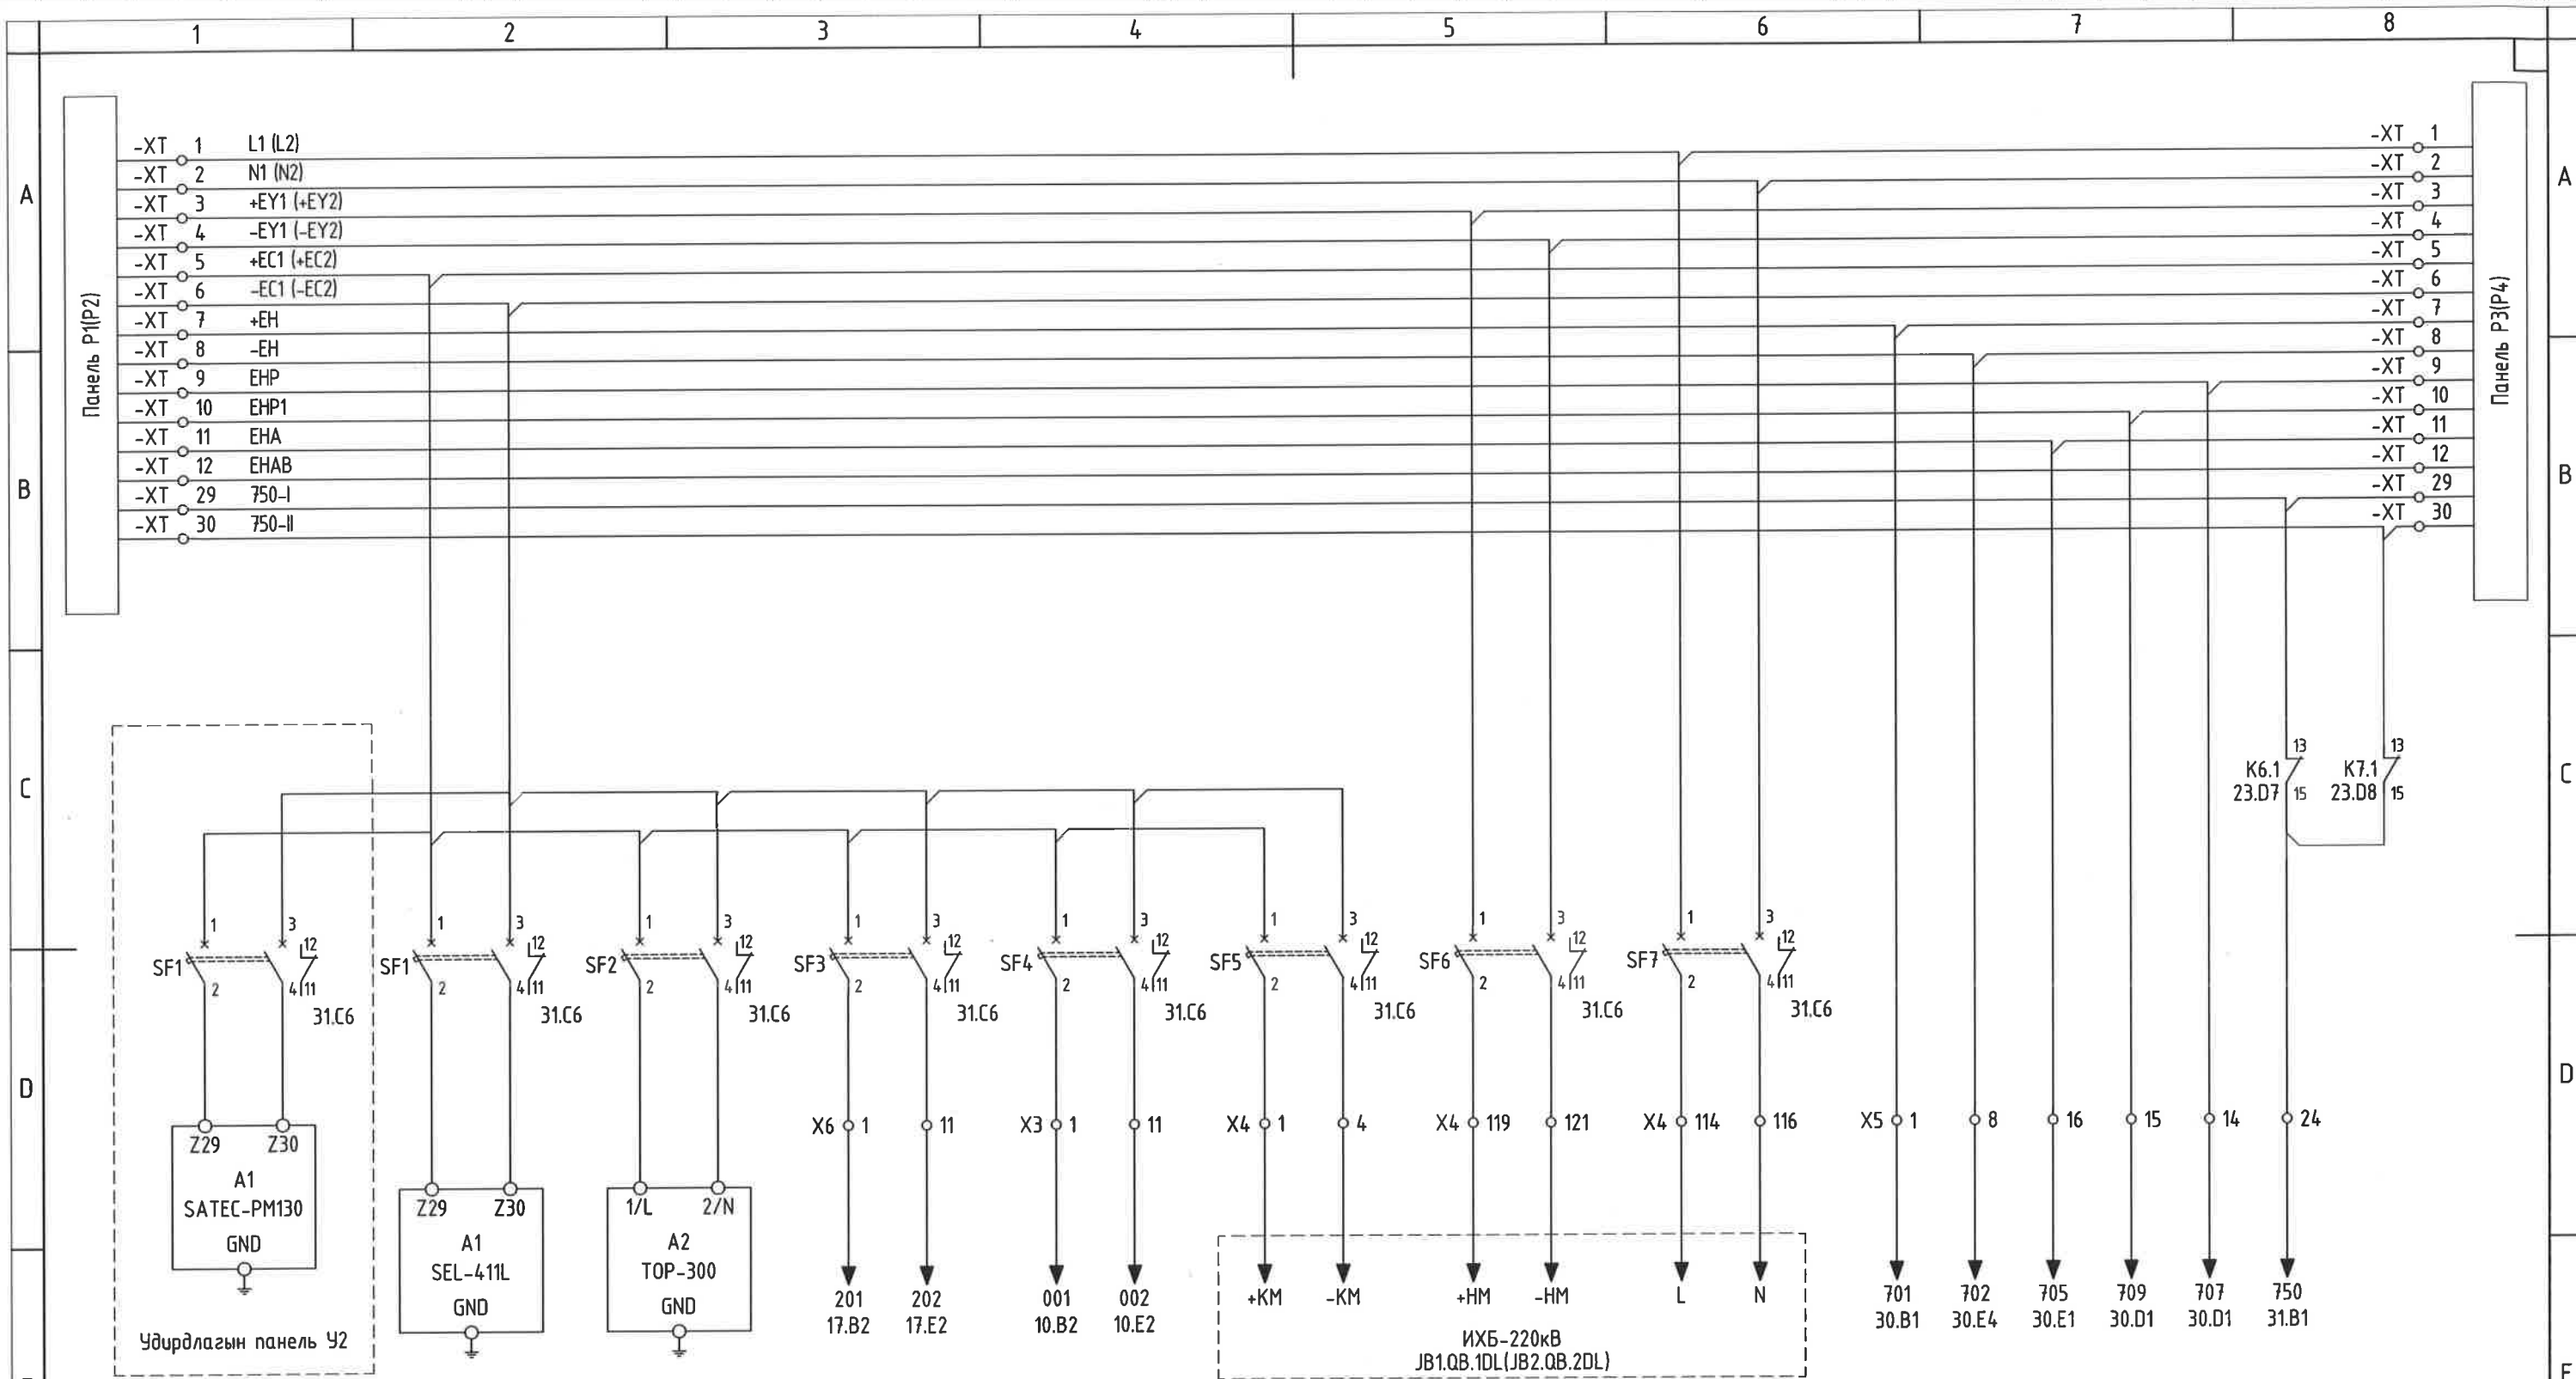 1 2 3 4 5 6 7 8
A A
B B
C C
D D
E
Панель Р1(Р2)
-XT 1 L1 (L2)
-XT 2 N1 (N2)
-XT 3 +EY1 (+EY2)
-XT 4 -EY1 (-EY2)
-XT 5 +EC1 (+EC2)
-XT 6 -EC1 (-EC2)
-XT 7 +EH
-XT 8 -EH
-XT 9 EHP
-XT 10 EHP1
-XT 11 EHA
-XT 12 EHAB
-XT 29 750-I
-XT 30 750-II
-XT 1
-XT 2
-XT 3
-XT 4
-XT 5
-XT 6
-XT 7
-XT 8
-XT 9
-XT 10
-XT 11
-XT 12
-XT 29
-XT 30
Панель Р3(Р4)
13 13
K6.1 K7.1
23.D7 15 23.D8 15
1 3 1 3 1 3 1 3 1 3 1 3 1 3 1 3
12 12 12 12 12 12 12 12
SF1 SF1 SF2 SF3 SF4 SF5 SF6 SF7
2 4 11 2 4 11 2 4 11 2 4 11 2 4 11 2 4 11 2 4 11 2 4 11
31.C6 31.C6 31.C6 31.C6 31.C6 31.C6 31.C6 31.C6
X6 1 11 X3 1 11 X4 1 4 X4 119 121 X4 114 116 X5 1 8 16 15 14 24
Z29 Z30
A1
SATEC-PM130
GND
Удирдлагын панель У2
Z29 Z30
A1
SEL-411L
GND
1/L 2/N
A2
TOP-300
GND
201 202 001 002
17.B2 17.E2 10.B2 10.E2
+КМ -КМ +НМ -НМ L N
ИХБ-220кВ
JB1.QB.1DL(JB2.QB.2DL)
701 702 705 709 707 750
30.B1 30.E4 30.E1 30.D1 30.D1 31.B1